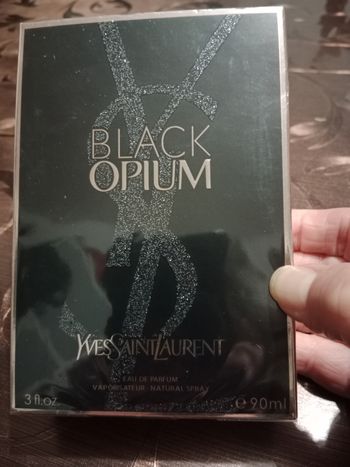 BLACK
OPIUM
YVESSAINTLAURENT
EAU DE PARFUM
VAPORISATEUR - NATURAL SPRAY
3 fl.oz. ℮ 90ml